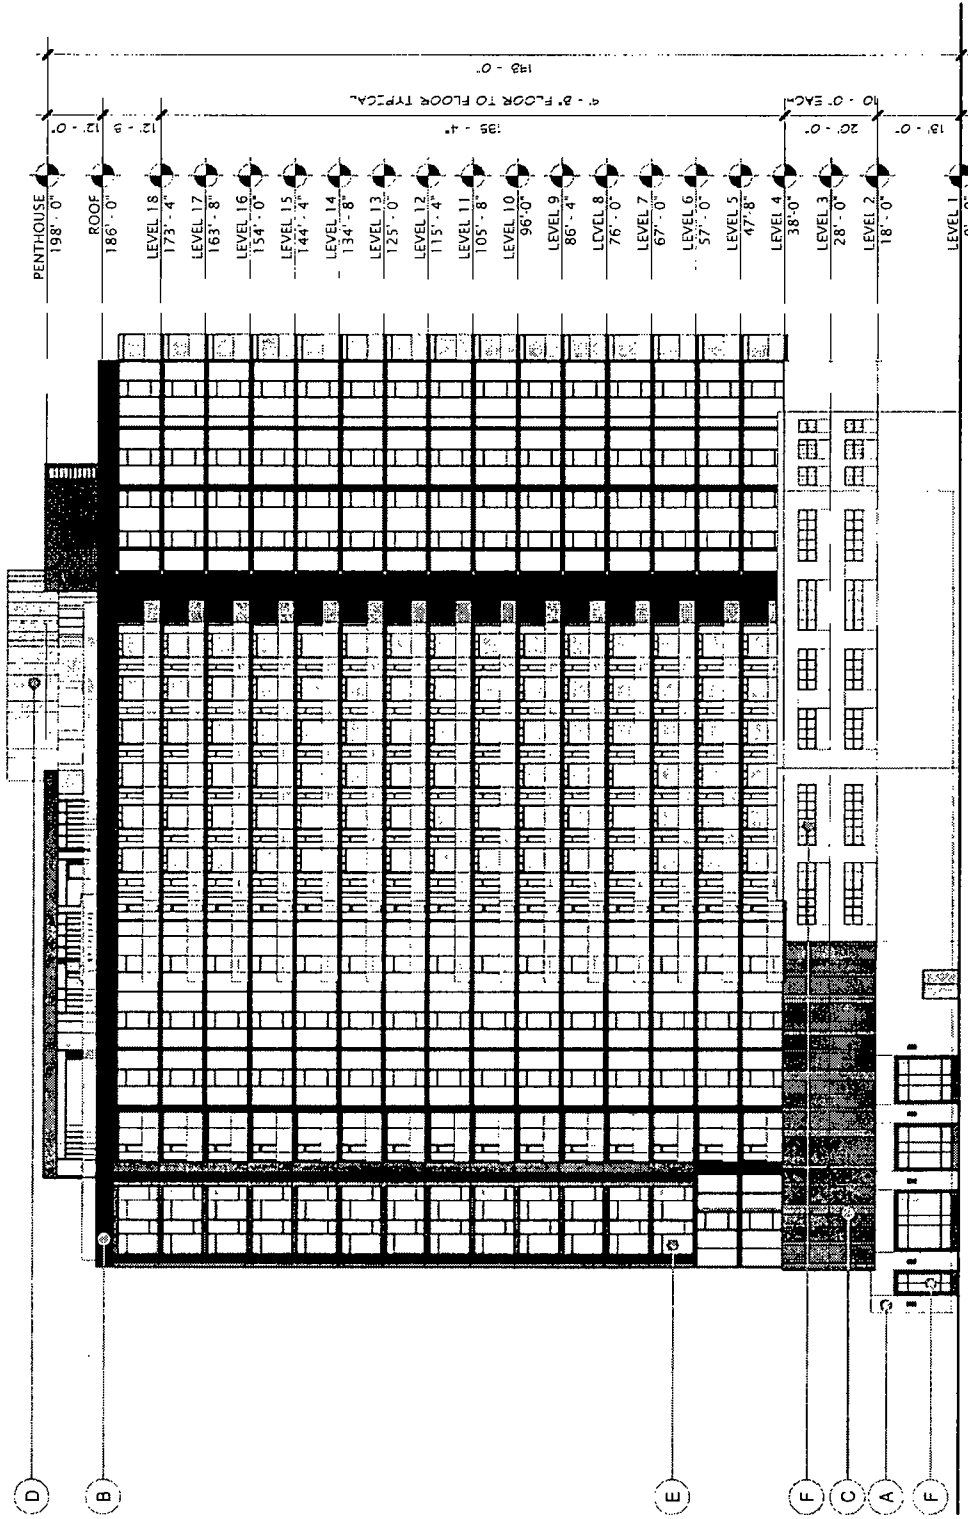 PENTHOUSE
198' - 0"
ROOF
186' - 0"
LEVEL 18
173' - 4"
LEVEL 17
163' - 8"
LEVEL 16
154' - 0"
LEVEL 15
144' - 4"
LEVEL 14
134' - 8"
LEVEL 13
125' - 0"
LEVEL 12
115' - 4"
LEVEL 11
105' - 8"
LEVEL 10
96'-0"
LEVEL 9
86' - 4"
LEVEL 8
76' - 0"
LEVEL 7
67' - 0"
LEVEL 6
57' - 0"
LEVEL 5
47'-8"
LEVEL 4
38'-0"
LEVEL 3
28' - 0"
LEVEL 2
18'-0"
LEVEL 1
198' - 0"
12' - 0"
12' - 8
135' - 4"
9' - 8" FLOOR TO FLOOR TYPICAL
20' - 0"
10' - 0" EACH
18' - 0"
D
B
E
F
C
A
F